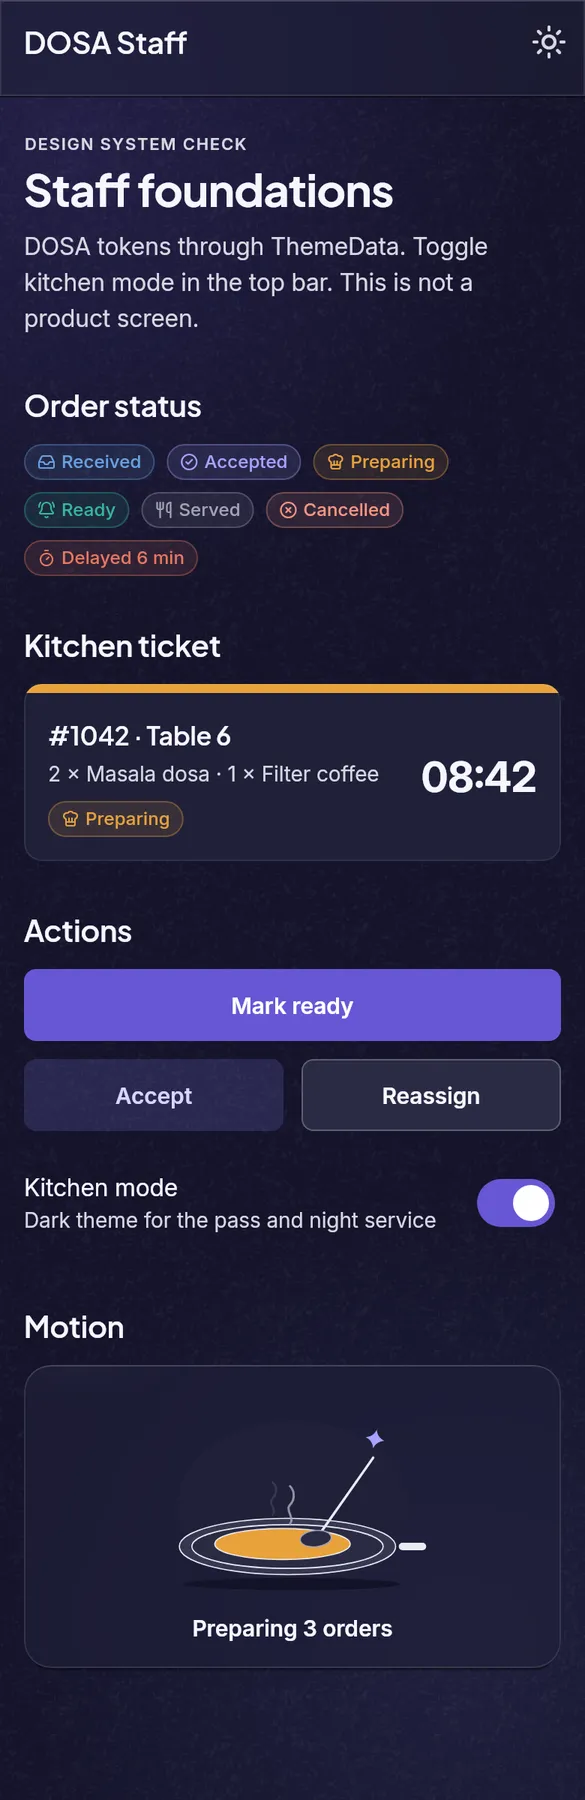 DOSA Staff
DESIGN SYSTEM CHECK
Staff foundations
DOSA tokens through ThemeData. Toggle
kitchen mode in the top bar. This is not a
product screen.
Order status
Received
Accepted
Preparing
Ready
Served
Cancelled
Delayed 6 min
Kitchen ticket
#1042 · Table 6
2 × Masala dosa · 1 × Filter coffee
08:42
Preparing
Actions
Mark ready
Accept
Reassign
Kitchen mode
Dark theme for the pass and night service
Motion
Preparing 3 orders